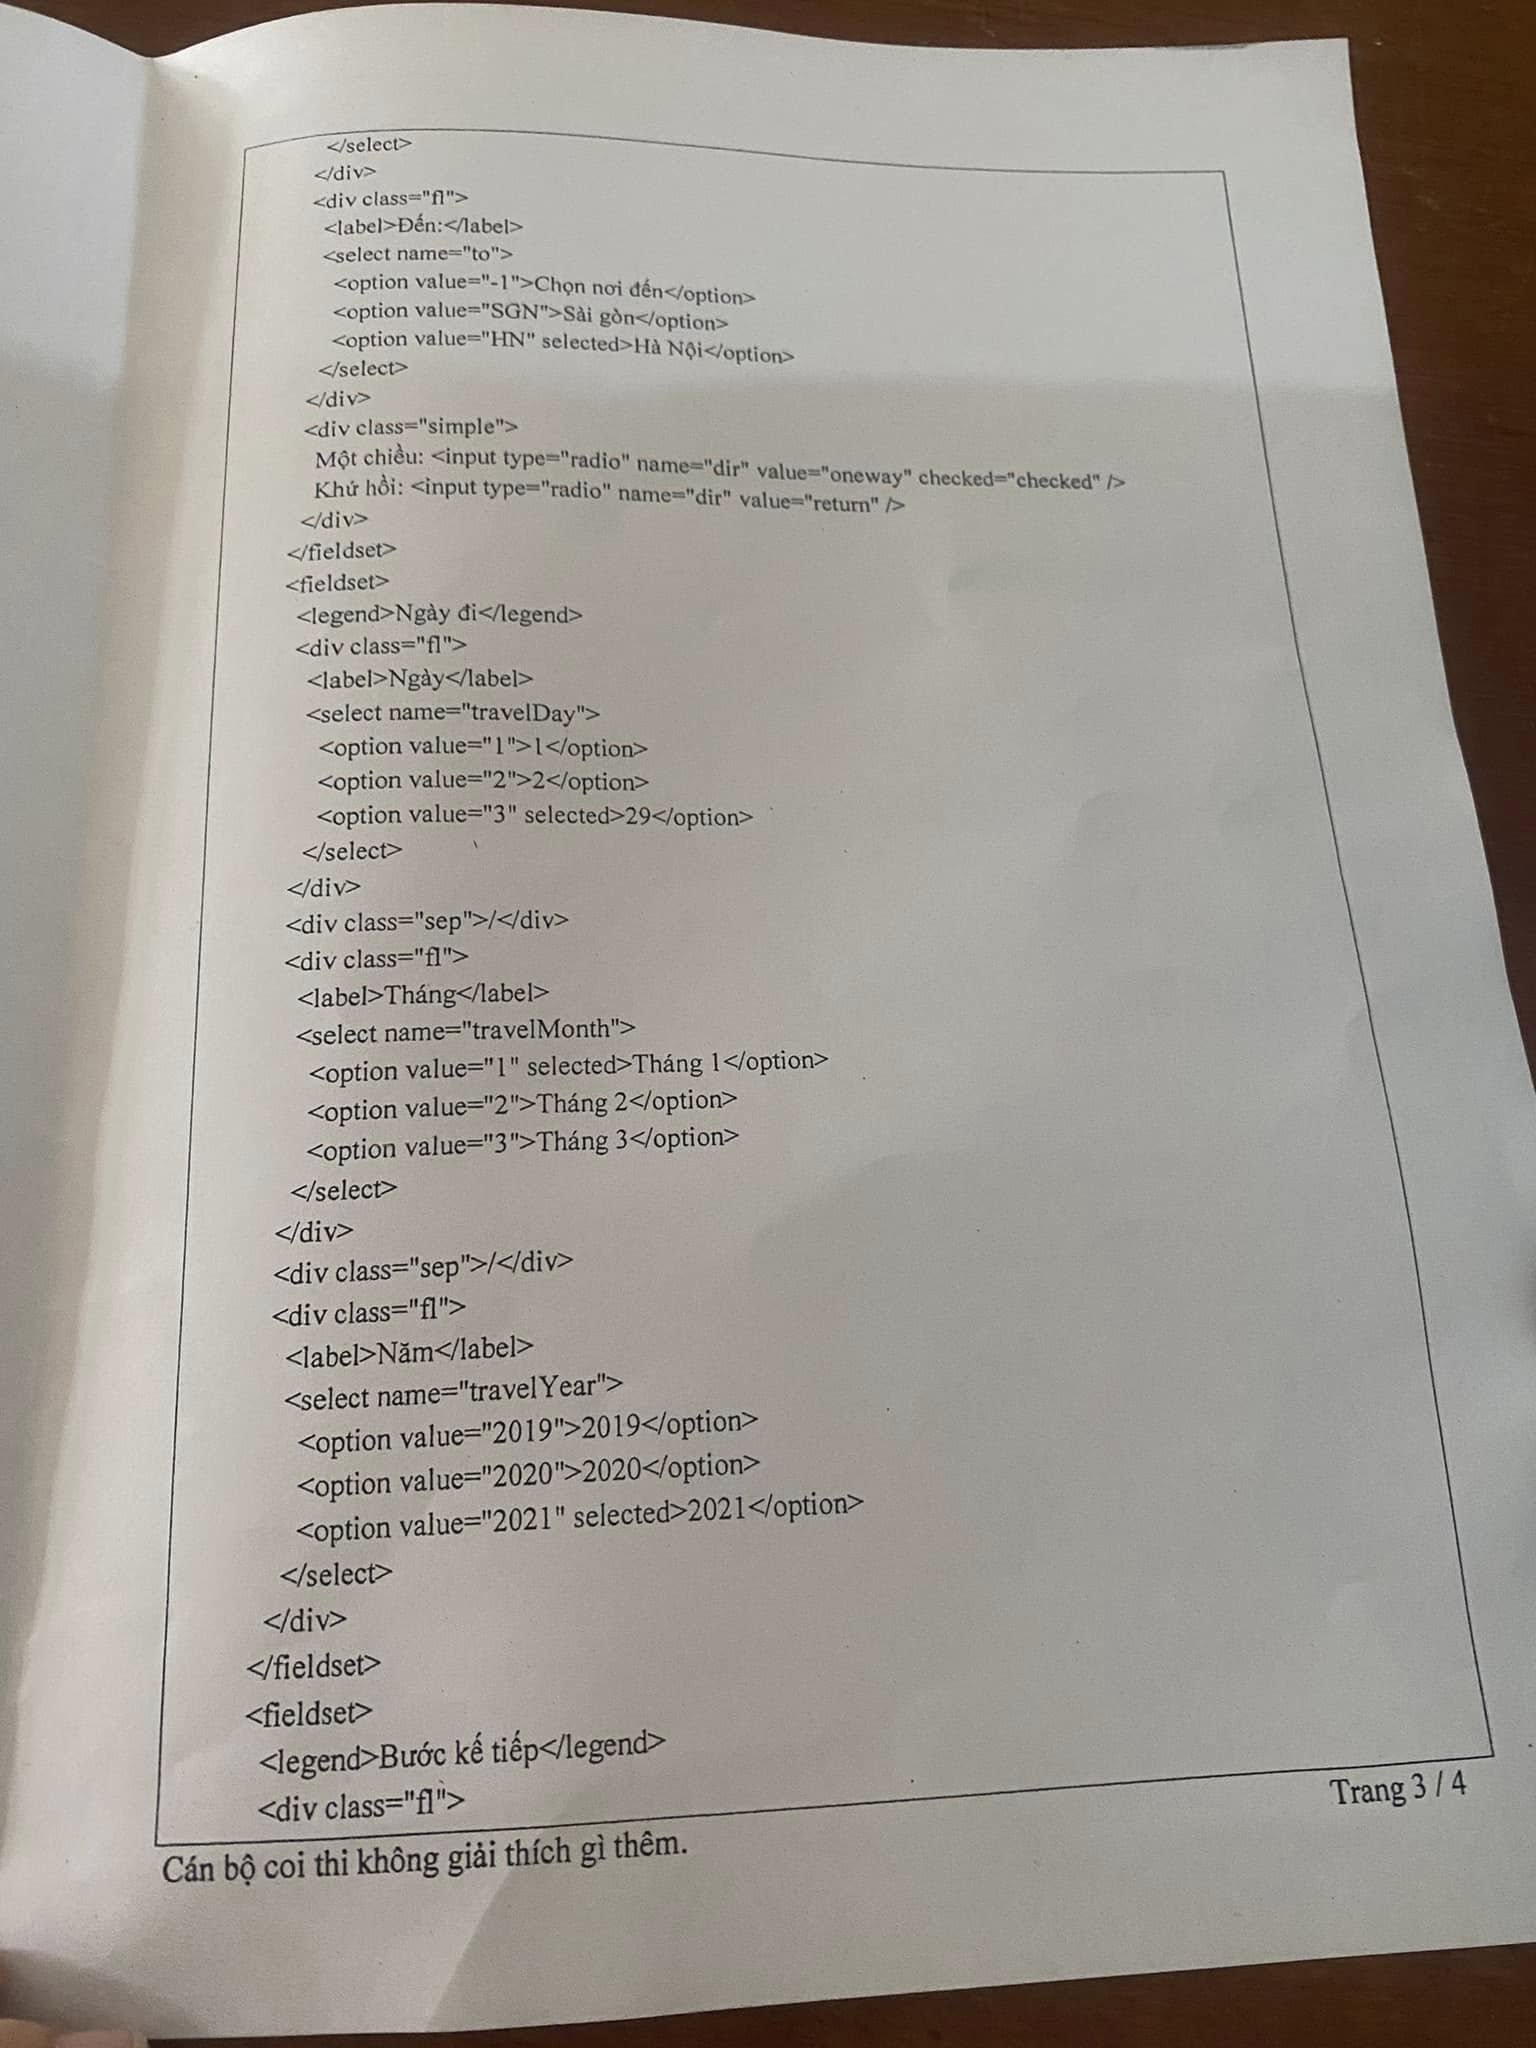 </select>
</div>
<div class="fl">
<label>Đến:</label>
<select name="to">
<option value="-1">Chọn nơi đến</option>
<option value="SGN">Sài gòn</option>
<option value="HN" selected>Hà Nội</option>
</select>
</div>
<div class="simple">
Một chiều: <input type="radio" name="dir" value="oneway" checked="checked" />
Khứ hồi: <input type="radio" name="dir" value="return" />
</div>
</fieldset>
<fieldset>
<legend>Ngày đi</legend>
<div class="fl">
<label>Ngày</label>
<select name="travelDay">
<option value="1">1</option>
<option value="2">2</option>
<option value="3" selected>29</option>
</select>
</div>
<div class="sep">/</div>
<div class="fl">
<label>Tháng</label>
<select name="travelMonth">
<option value="1" selected>Tháng 1</option>
<option value="2">Tháng 2</option>
<option value="3">Tháng 3</option>
</select>
</div>
<div class="sep">/</div>
<div class="fl">
<label>Năm</label>
<select name="travelYear">
<option value="2019">2019</option>
<option value="2020">2020</option>
<option value="2021" selected>2021</option>
</select>
</div>
</fieldset>
<fieldset>
<legend>Bước kế tiếp</legend>
<div class="fl">
Trang 3 / 4
Cán bộ coi thi không giải thích gì thêm.